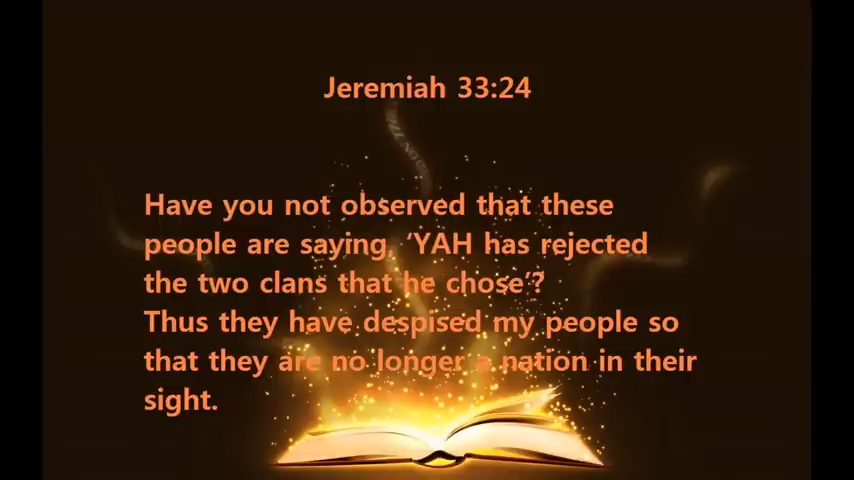 Jeremiah 33:24
Have you not observed that these
people are saying, ‘YAH has rejected
the two clans that he chose’?
Thus they have despised my people so
that they are no longer a nation in their
sight.